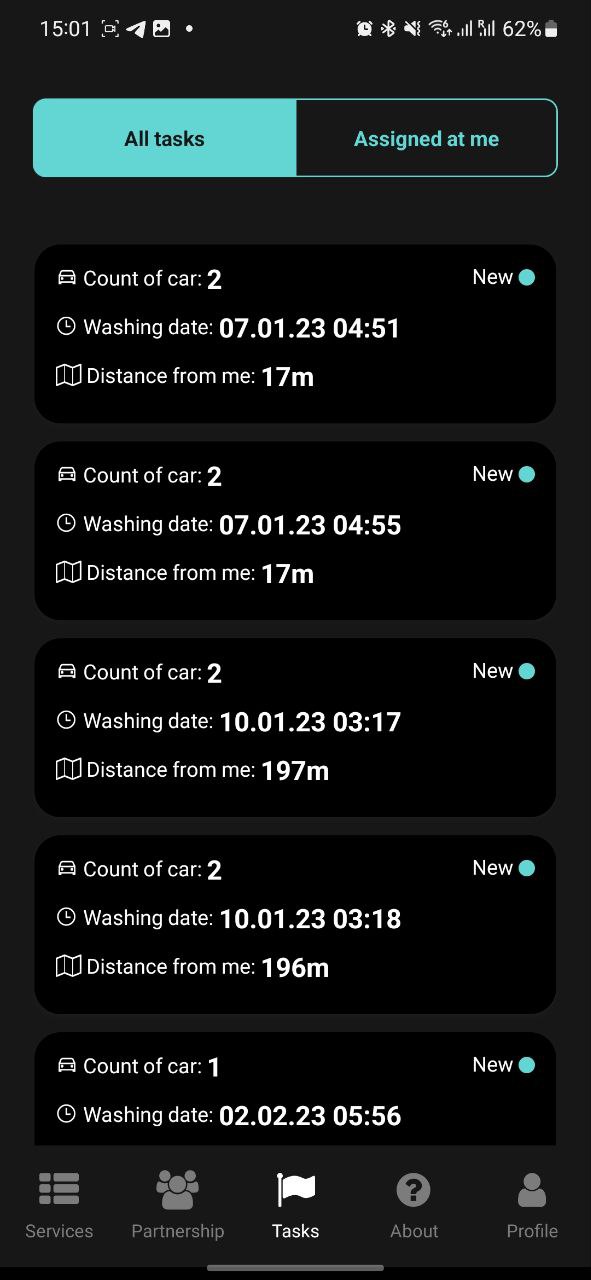 15:01 62%
All tasks Assigned at me
Count of car: 2 New
Washing date: 07.01.23 04:51
Distance from me: 17m
Count of car: 2 New
Washing date: 07.01.23 04:55
Distance from me: 17m
Count of car: 2 New
Washing date: 10.01.23 03:17
Distance from me: 197m
Count of car: 2 New
Washing date: 10.01.23 03:18
Distance from me: 196m
Count of car: 1 New
Washing date: 02.02.23 05:56
Services Partnership Tasks About Profile